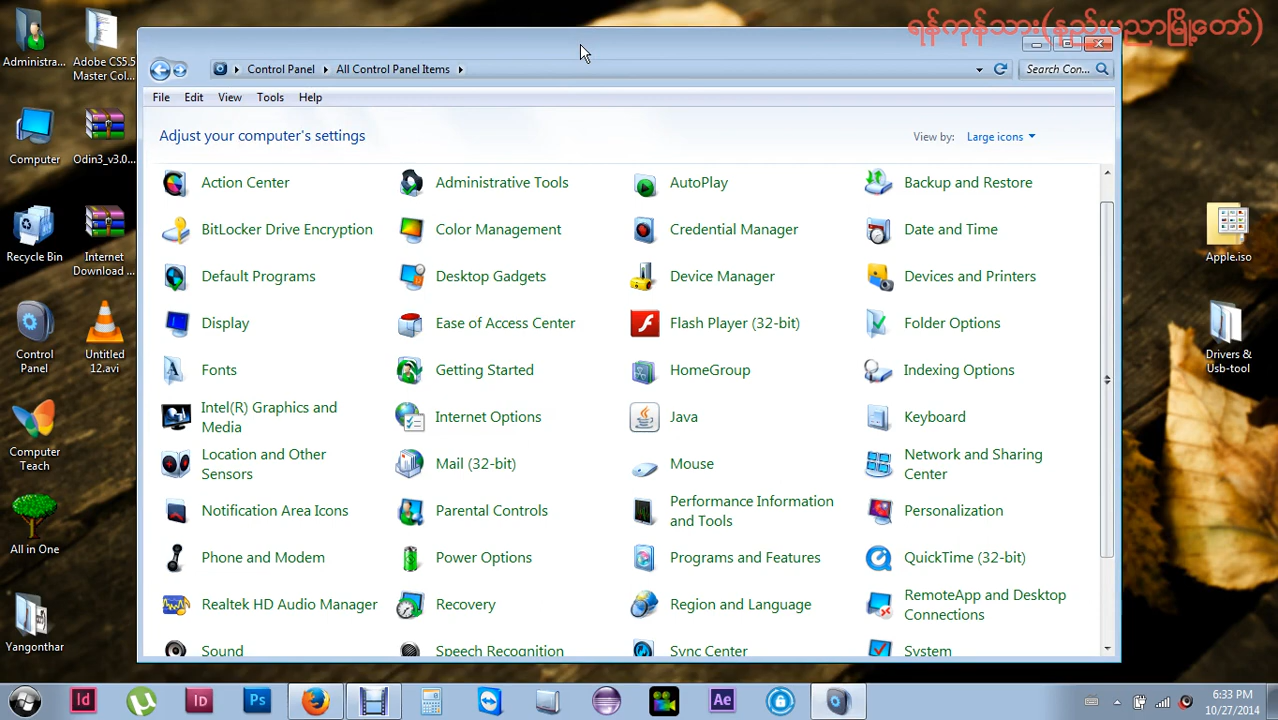 ရန်ကုန်သား(နည်းပညာမြို့တော်)
Administra...
Adobe CS5.5 Master Col...
Computer
Odin3_v3.0...
Recycle Bin
Internet Download ...
Control Panel
Untitled 12.avi
Computer Teach
All in One
Yangonthar
Control Panel
All Control Panel Items
Search Con...
File
Edit
View
Tools
Help
Adjust your computer's settings
View by:
Large icons
Action Center
Administrative Tools
AutoPlay
Backup and Restore
BitLocker Drive Encryption
Color Management
Credential Manager
Date and Time
Default Programs
Desktop Gadgets
Device Manager
Devices and Printers
Display
Ease of Access Center
Flash Player (32-bit)
Folder Options
Fonts
Getting Started
HomeGroup
Indexing Options
Intel(R) Graphics and Media
Internet Options
Java
Keyboard
Location and Other Sensors
Mail (32-bit)
Mouse
Network and Sharing Center
Notification Area Icons
Parental Controls
Performance Information and Tools
Personalization
Phone and Modem
Power Options
Programs and Features
QuickTime (32-bit)
Realtek HD Audio Manager
Recovery
Region and Language
RemoteApp and Desktop Connections
Sound
Speech Recognition
Sync Center
System
Apple.iso
Drivers & Usb-tool
Id
Ps
Ae
6:33 PM
10/27/2014